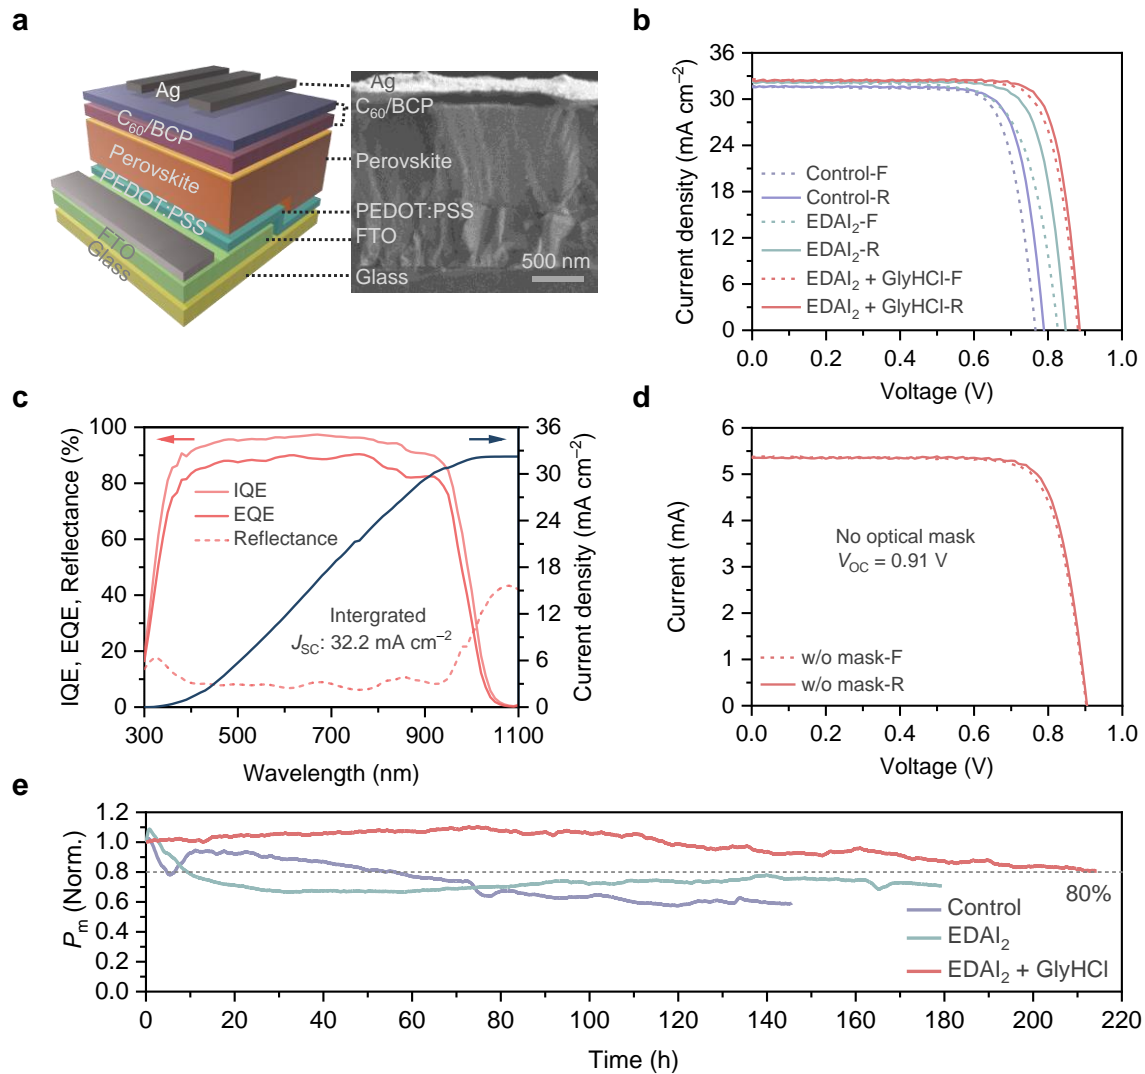 a
Ag
C60/BCP
Perovskite
PEDOT:PSS
FTO
Glass
Ag
C60/BCP
Perovskite
PEDOT:PSS
FTO
Glass
500 nm
b
Current density (mA cm⁻²)
36
30
24
18
12
6
0
Control-F
Control-R
EDAI₂-F
EDAI₂-R
EDAI₂ + GlyHCl-F
EDAI₂ + GlyHCl-R
0.0 0.2 0.4 0.6 0.8 1.0
Voltage (V)
c
IQE, EQE, Reflectance (%)
100
80
60
40
20
0
IQE
EQE
Reflectance
Intergrated
JSC: 32.2 mA cm⁻²
36
30
24
18
12
6
0
Current density (mA cm⁻²)
300 500 700 900 1100
Wavelength (nm)
d
Current (mA)
6
5
4
3
2
1
0
No optical mask
VOC = 0.91 V
w/o mask-F
w/o mask-R
0.0 0.2 0.4 0.6 0.8 1.0
Voltage (V)
e
Pm (Norm.)
1.2
1.0
0.8
0.6
0.4
0.2
0.0
80%
Control
EDAI₂
EDAI₂ + GlyHCl
0 20 40 60 80 100 120 140 160 180 200 220
Time (h)